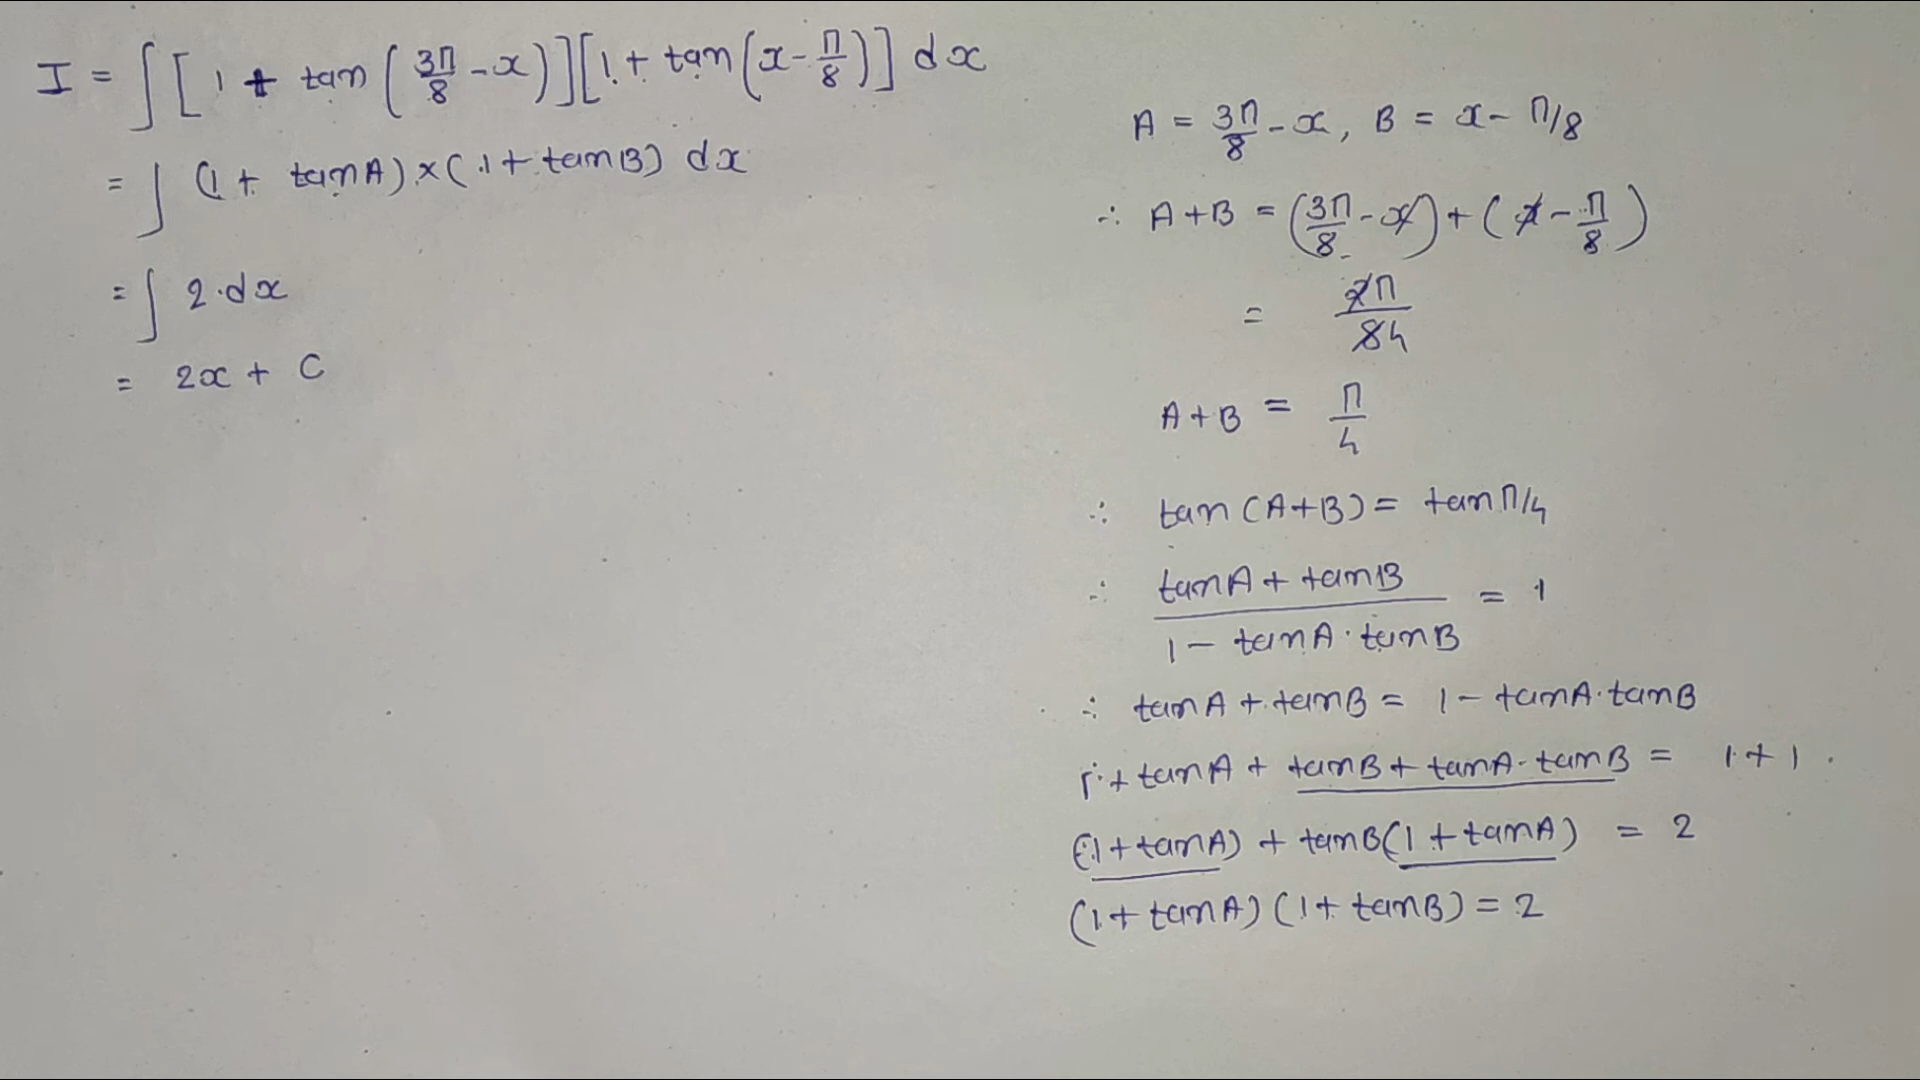 I = ∫ [1 + tan (3π/8 - x)] [1 + tan (x - π/8)] dx
= ∫ (1 + tanA) × (1 + tanB) dx
= ∫ 2·dx
= 2x + C
A = 3π/8 - x, B = x - π/8
∴ A+B = (3π/8 - x) + (x - π/8)
= 2π/8 4
A+B = π/4
∴ tan (A+B) = tan π/4
∴ (tanA + tanB)/(1 - tanA · tanB) = 1
∴ tanA + tanB = 1 - tanA·tanB
1 + tanA + tanB + tanA·tanB = 1 + 1
(1 + tanA) + tanB(1 + tanA) = 2
(1 + tanA) (1 + tanB) = 2